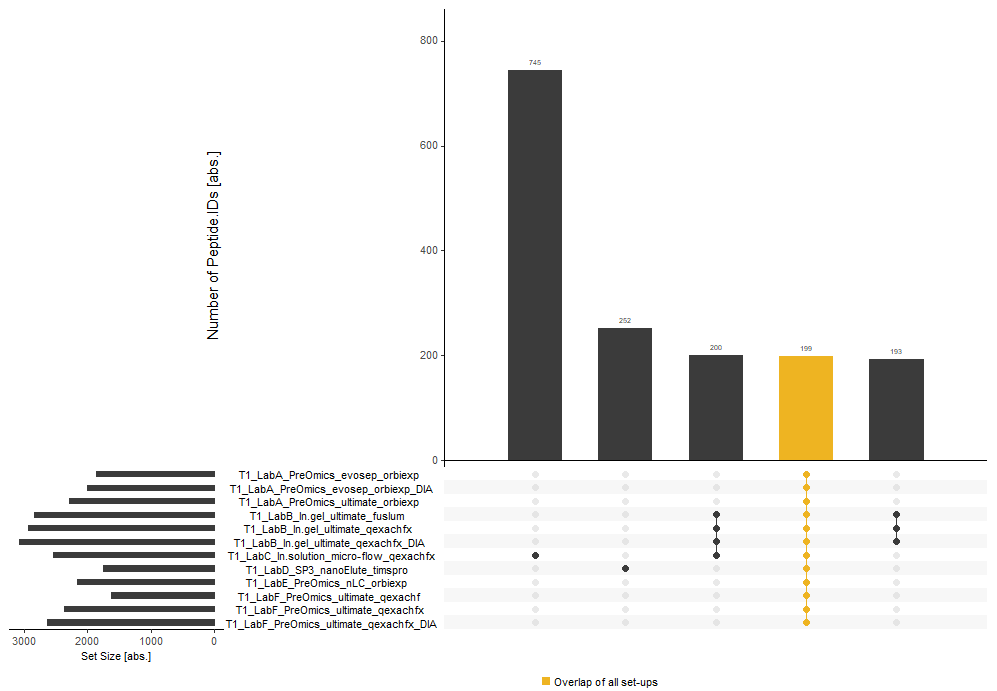 800
745
600
Number of Peptide.IDs [abs.]
400
252
200
199
193
200
0
T1_LabA_PreOmics_evosep_orbiexp
T1_LabA_PreOmics_evosep_orbiexp_DIA
T1_LabA_PreOmics_ultimate_orbiexp
T1_LabB_In.gel_ultimate_fuslum
T1_LabB_In.gel_ultimate_qexachfx
T1_LabB_In.gel_ultimate_qexachfx_DIA
T1_LabC_In.solution_micro-flow_qexachfx
T1_LabD_SP3_nanoElute_timspro
T1_LabE_PreOmics_nLC_orbiexp
T1_LabF_PreOmics_ultimate_qexachf
T1_LabF_PreOmics_ultimate_qexachfx
T1_LabF_PreOmics_ultimate_qexachfx_DIA
3000 2000 1000 0
Set Size [abs.]
Overlap of all set-ups